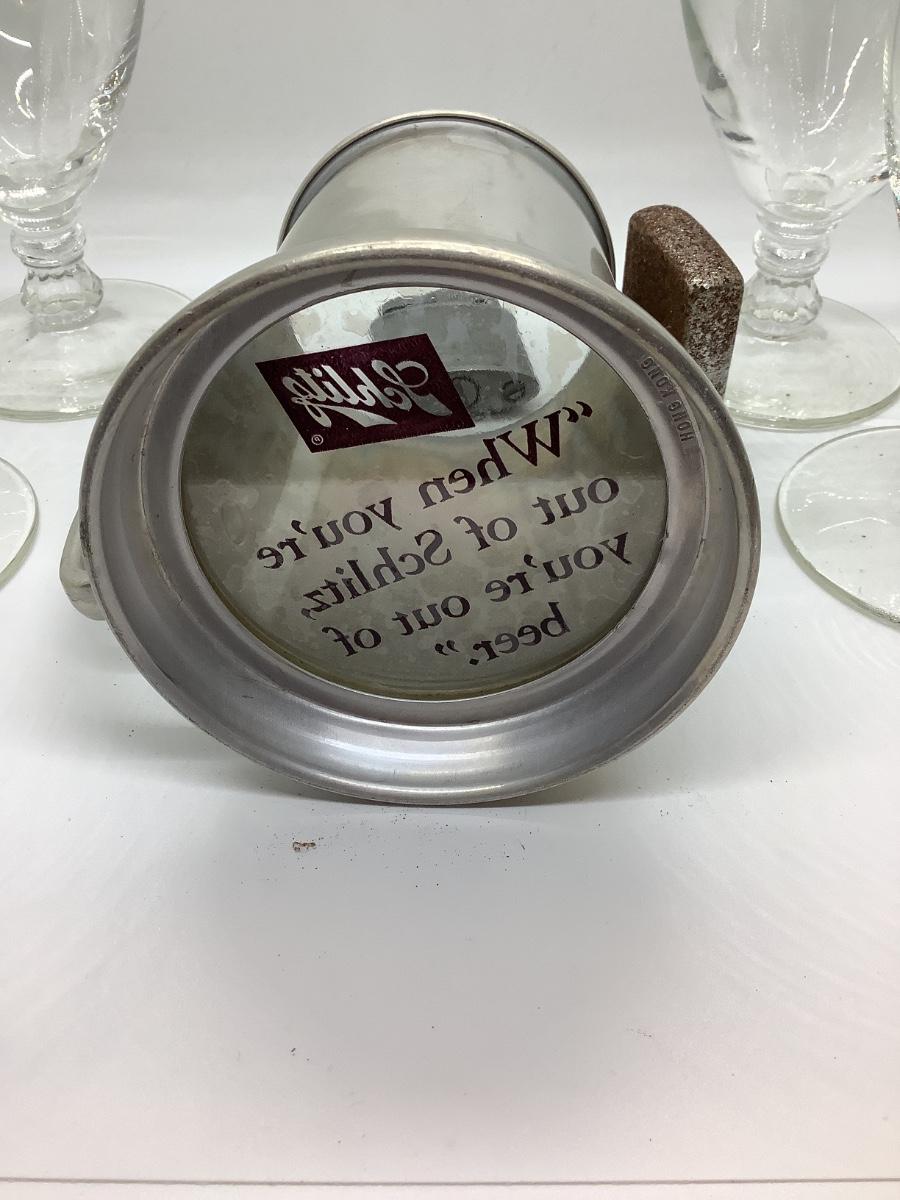 Schlitz
®
"When you're
out of Schlitz,
you're out of
beer."
HONG KONG